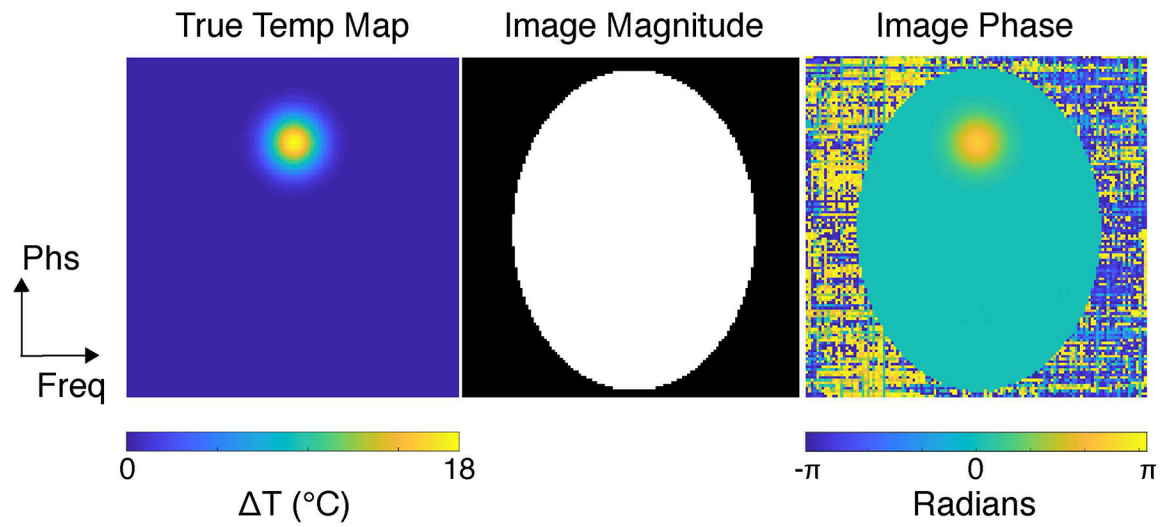 True Temp Map
Image Magnitude
Image Phase
Phs
Freq
0
18
ΔT (°C)
-π
0
π
Radians